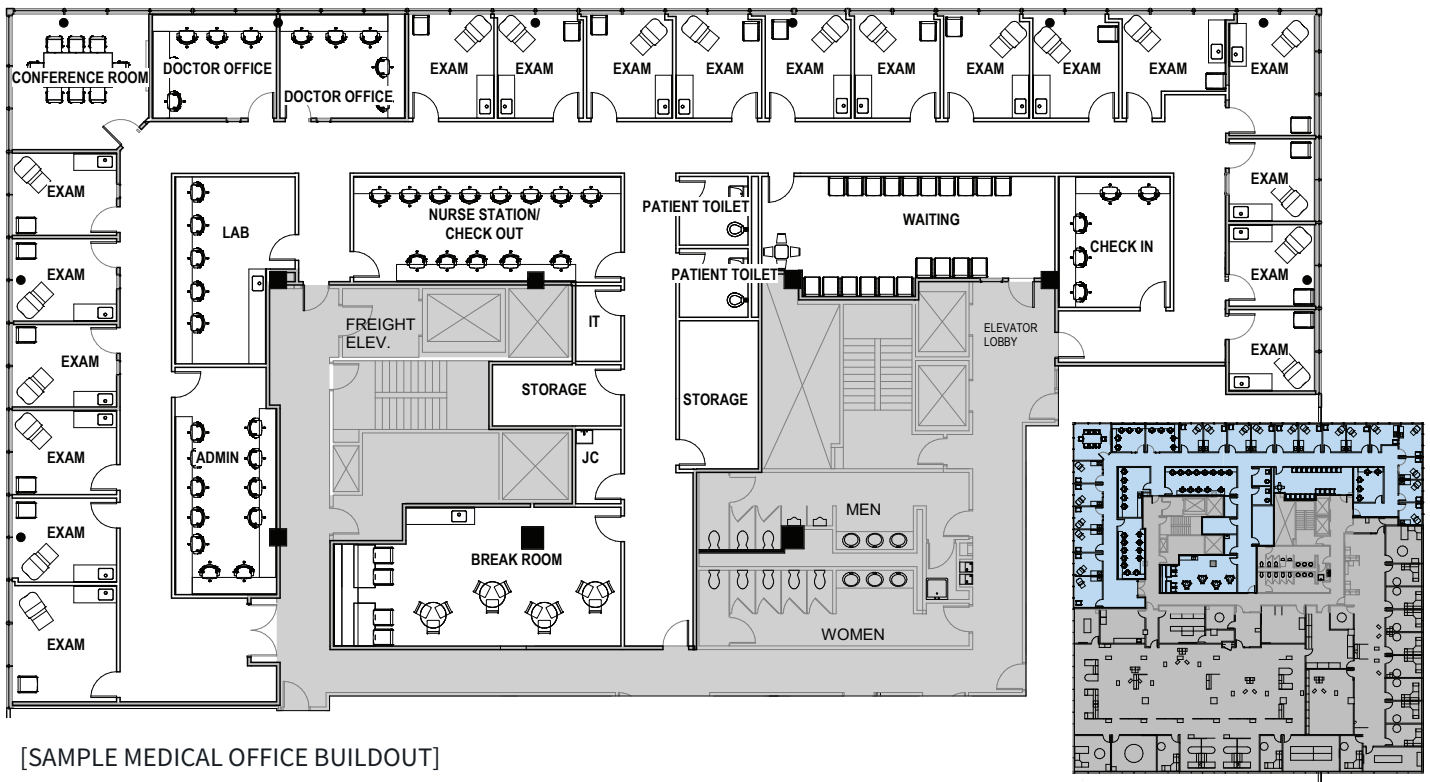 CONFERENCE ROOM
DOCTOR OFFICE
DOCTOR OFFICE
EXAM
EXAM
EXAM
EXAM
EXAM
EXAM
EXAM
EXAM
EXAM
EXAM
EXAM
LAB
NURSE STATION/
CHECK OUT
PATIENT TOILET
WAITING
CHECK IN
EXAM
EXAM
PATIENT TOILET
EXAM
FREIGHT
ELEV.
IT
ELEVATOR
LOBBY
EXAM
EXAM
STORAGE
STORAGE
EXAM
ADMIN
JC
EXAM
MEN
BREAK ROOM
WOMEN
EXAM
[SAMPLE MEDICAL OFFICE BUILDOUT]